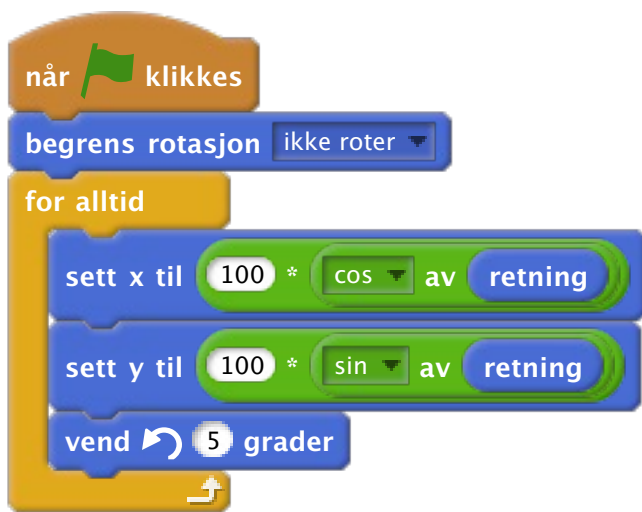 når klikkes
begrens rotasjon ikke roter
for alltid
sett x til 100 * cos av retning
sett y til 100 * sin av retning
vend 5 grader